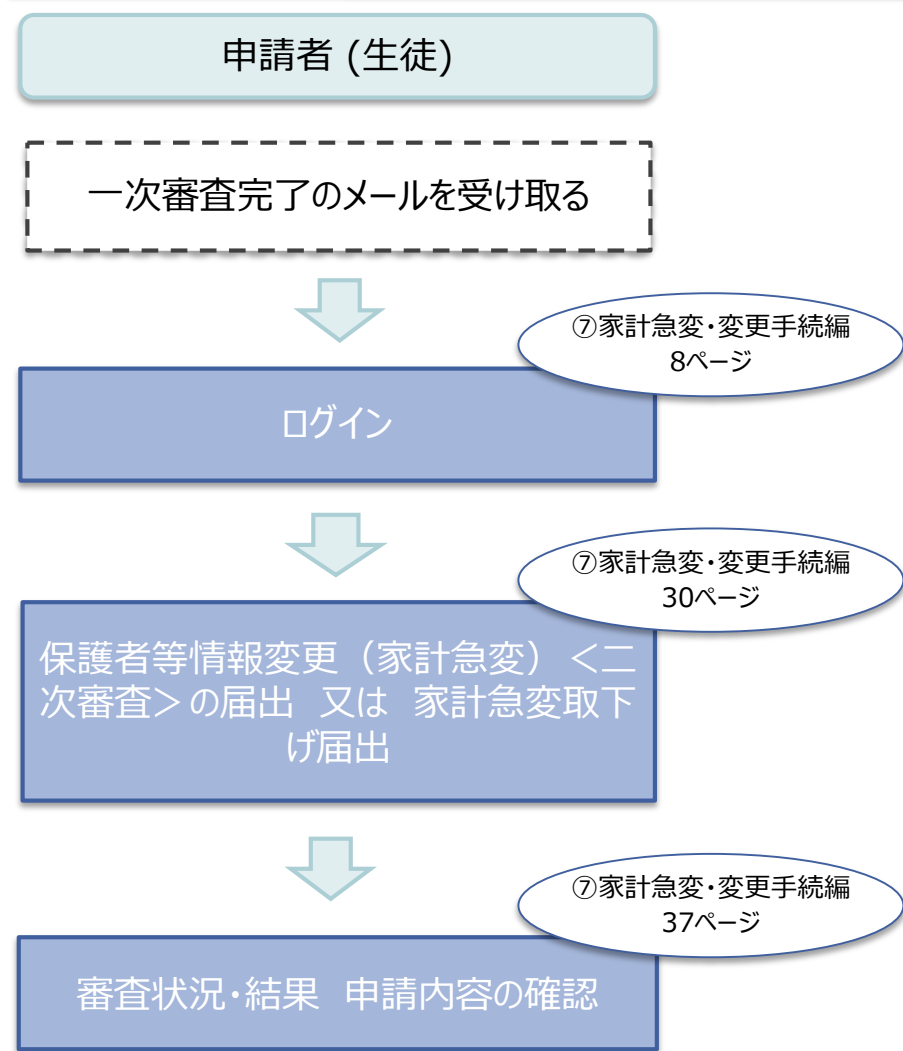 申請者 (生徒)
一次審査完了のメールを受け取る
⑦家計急変・変更手続編
8ページ
ログイン
⑦家計急変・変更手続編
30ページ
保護者等情報変更（家計急変）＜二
次審査＞の届出　又は　家計急変取下
げ届出
⑦家計急変・変更手続編
37ページ
審査状況・結果　申請内容の確認